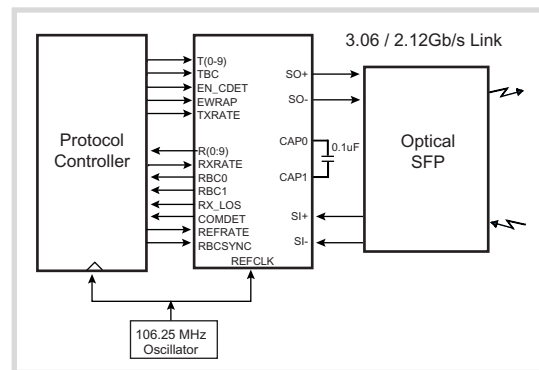 3.06 / 2.12Gb/s Link
Protocol
Controller
T(0-9)
TBC
EN_CDET
EWRAP
TXRATE
R(0:9)
RXRATE
RBC0
RBC1
RX_LOS
COMDET
REFRATE
RBCSYNC
REFCLK
SO+
SO-
CAP0
0.1uF
CAP1
SI+
SI-
Optical
SFP
106.25 MHz
Oscillator